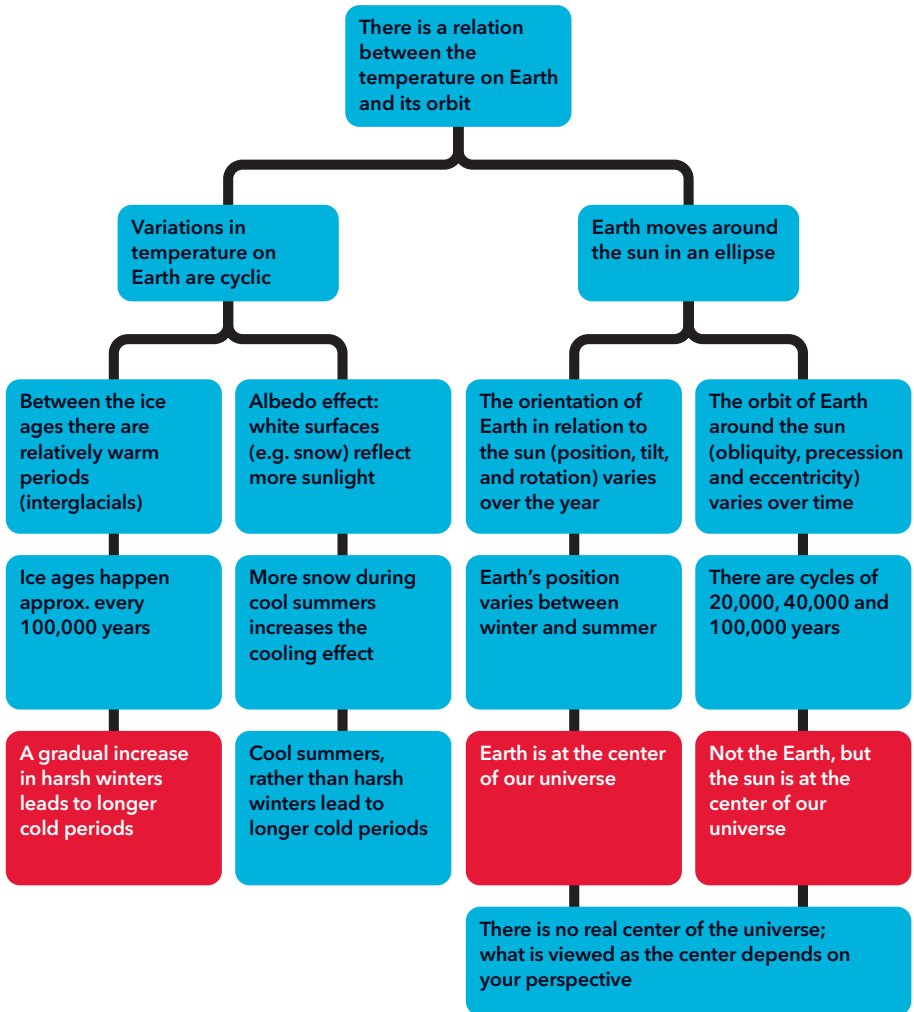 There is a relation
between the
temperature on Earth
and its orbit
Variations in
temperature on
Earth are cyclic
Earth moves around
the sun in an ellipse
Between the ice
ages there are
relatively warm
periods
(interglacials)
Albedo effect:
white surfaces
(e.g. snow) reflect
more sunlight
The orientation of
Earth in relation to
the sun (position, tilt,
and rotation) varies
over the year
The orbit of Earth
around the sun
(obliquity, precession
and eccentricity)
varies over time
Ice ages happen
approx. every
100,000 years
More snow during
cool summers
increases the
cooling effect
Earth's position
varies between
winter and summer
There are cycles of
20,000, 40,000 and
100,000 years
A gradual increase
in harsh winters
leads to longer
cold periods
Cool summers,
rather than harsh
winters lead to
longer cold periods
Earth is at the center
of our universe
Not the Earth, but
the sun is at the
center of our
universe
There is no real center of the universe;
what is viewed as the center depends on
your perspective